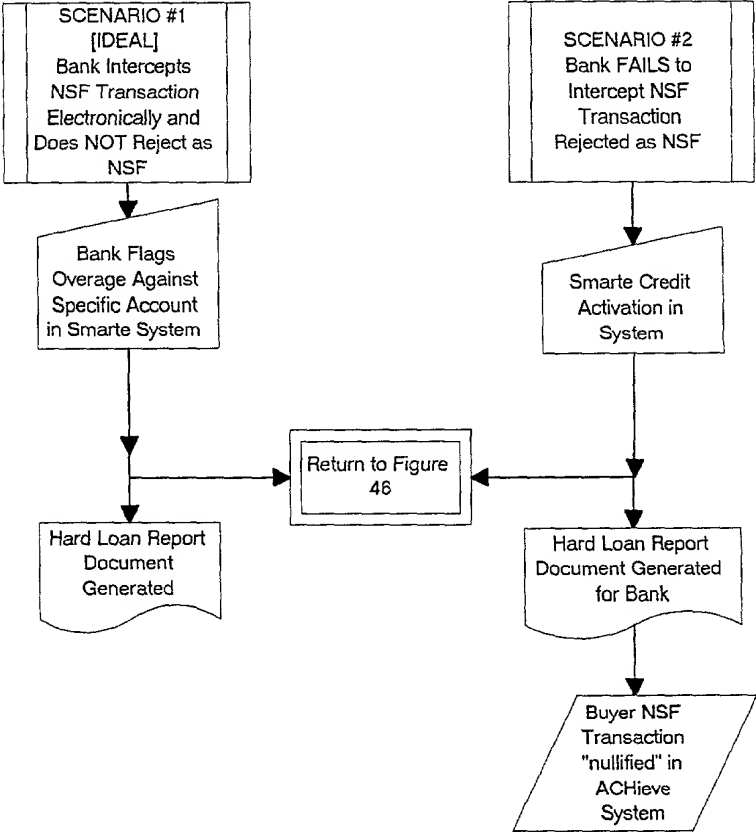 SCENARIO #1
[IDEAL]
Bank Intercepts
NSF Transaction
Electronically and
Does NOT Reject as
NSF
Bank Flags
Overage Against
Specific Account
in Smarte System
Hard Loan Report
Document
Generated
Return to Figure
46
SCENARIO #2
Bank FAILS to
Intercept NSF
Transaction
Rejected as NSF
Smarte Credit
Activation in
System
Hard Loan Report
Document Generated
for Bank
Buyer NSF
Transaction
"nullified" in
ACHieve
System